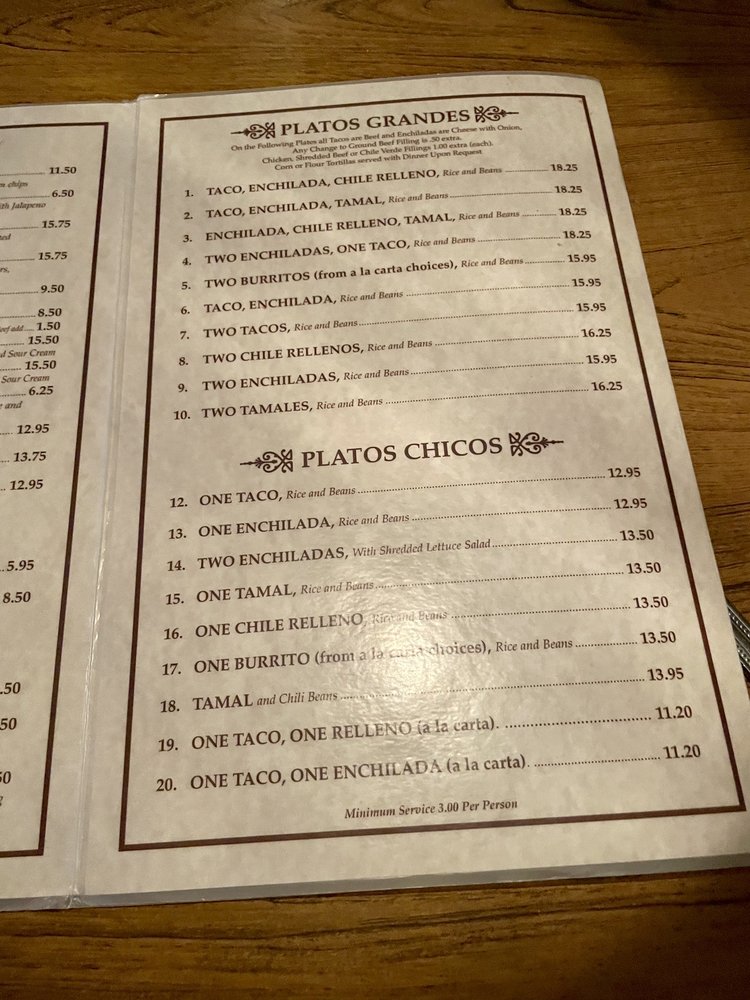 11.50
n chips
6.50
ith Jalapeno
15.75
ted
15.75
rs,
9.50
8.50
eef add 1.50
15.50
d Sour Cream
15.50
Sour Cream
6.25
e and
12.95
13.75
12.95
5.95
8.50
.50
50
50
PLATOS GRANDES
On the Following Plates all Tacos are Beef and Enchiladas are Cheese with Onion,
Any Change to Ground Beef Filling is .50 extra.
Chicken, Shredded Beef or Chile Verde Fillings 1.00 extra (each).
Corn or Flour Tortillas served with Dinner Upon Request
1. TACO, ENCHILADA, CHILE RELLENO, Rice and Beans 18.25
2. TACO, ENCHILADA, TAMAL, Rice and Beans 18.25
3. ENCHILADA, CHILE RELLENO, TAMAL, Rice and Beans 18.25
4. TWO ENCHILADAS, ONE TACO, Rice and Beans 18.25
5. TWO BURRITOS (from a la carta choices), Rice and Beans 15.95
6. TACO, ENCHILADA, Rice and Beans 15.95
7. TWO TACOS, Rice and Beans 15.95
8. TWO CHILE RELLENOS, Rice and Beans 16.25
9. TWO ENCHILADAS, Rice and Beans 15.95
10. TWO TAMALES, Rice and Beans 16.25
PLATOS CHICOS
12. ONE TACO, Rice and Beans 12.95
13. ONE ENCHILADA, Rice and Beans 12.95
14. TWO ENCHILADAS, With Shredded Lettuce Salad 13.50
15. ONE TAMAL, Rice and Beans 13.50
16. ONE CHILE RELLENO, Rice and Beans 13.50
17. ONE BURRITO (from a la carta choices), Rice and Beans 13.50
18. TAMAL and Chili Beans 13.95
19. ONE TACO, ONE RELLENO (a la carta). 11.20
20. ONE TACO, ONE ENCHILADA (a la carta). 11.20
Minimum Service 3.00 Per Person